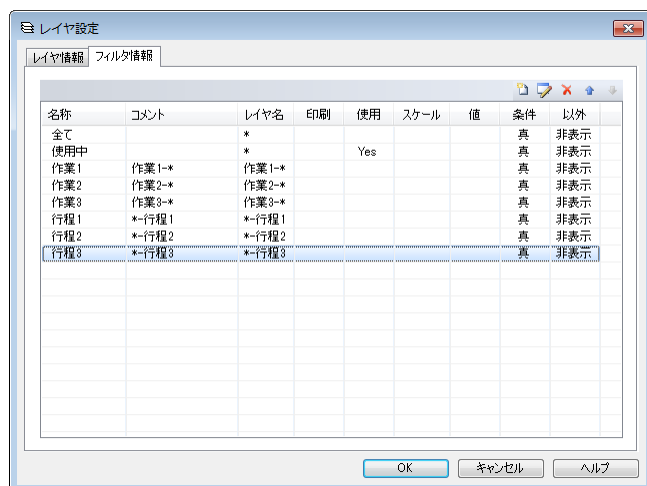 レイヤ設定
レイヤ情報 フィルタ情報
名称 コメント レイヤ名 印刷 使用 スケール 値 条件 以外
全て * 真 非表示
使用中 * Yes 真 非表示
作業1 作業1-* 作業1-* 真 非表示
作業2 作業2-* 作業2-* 真 非表示
作業3 作業3-* 作業3-* 真 非表示
行程1 *-行程1 *-行程1 真 非表示
行程2 *-行程2 *-行程2 真 非表示
行程3 *-行程3 *-行程3 真 非表示
OK キャンセル ヘルプ